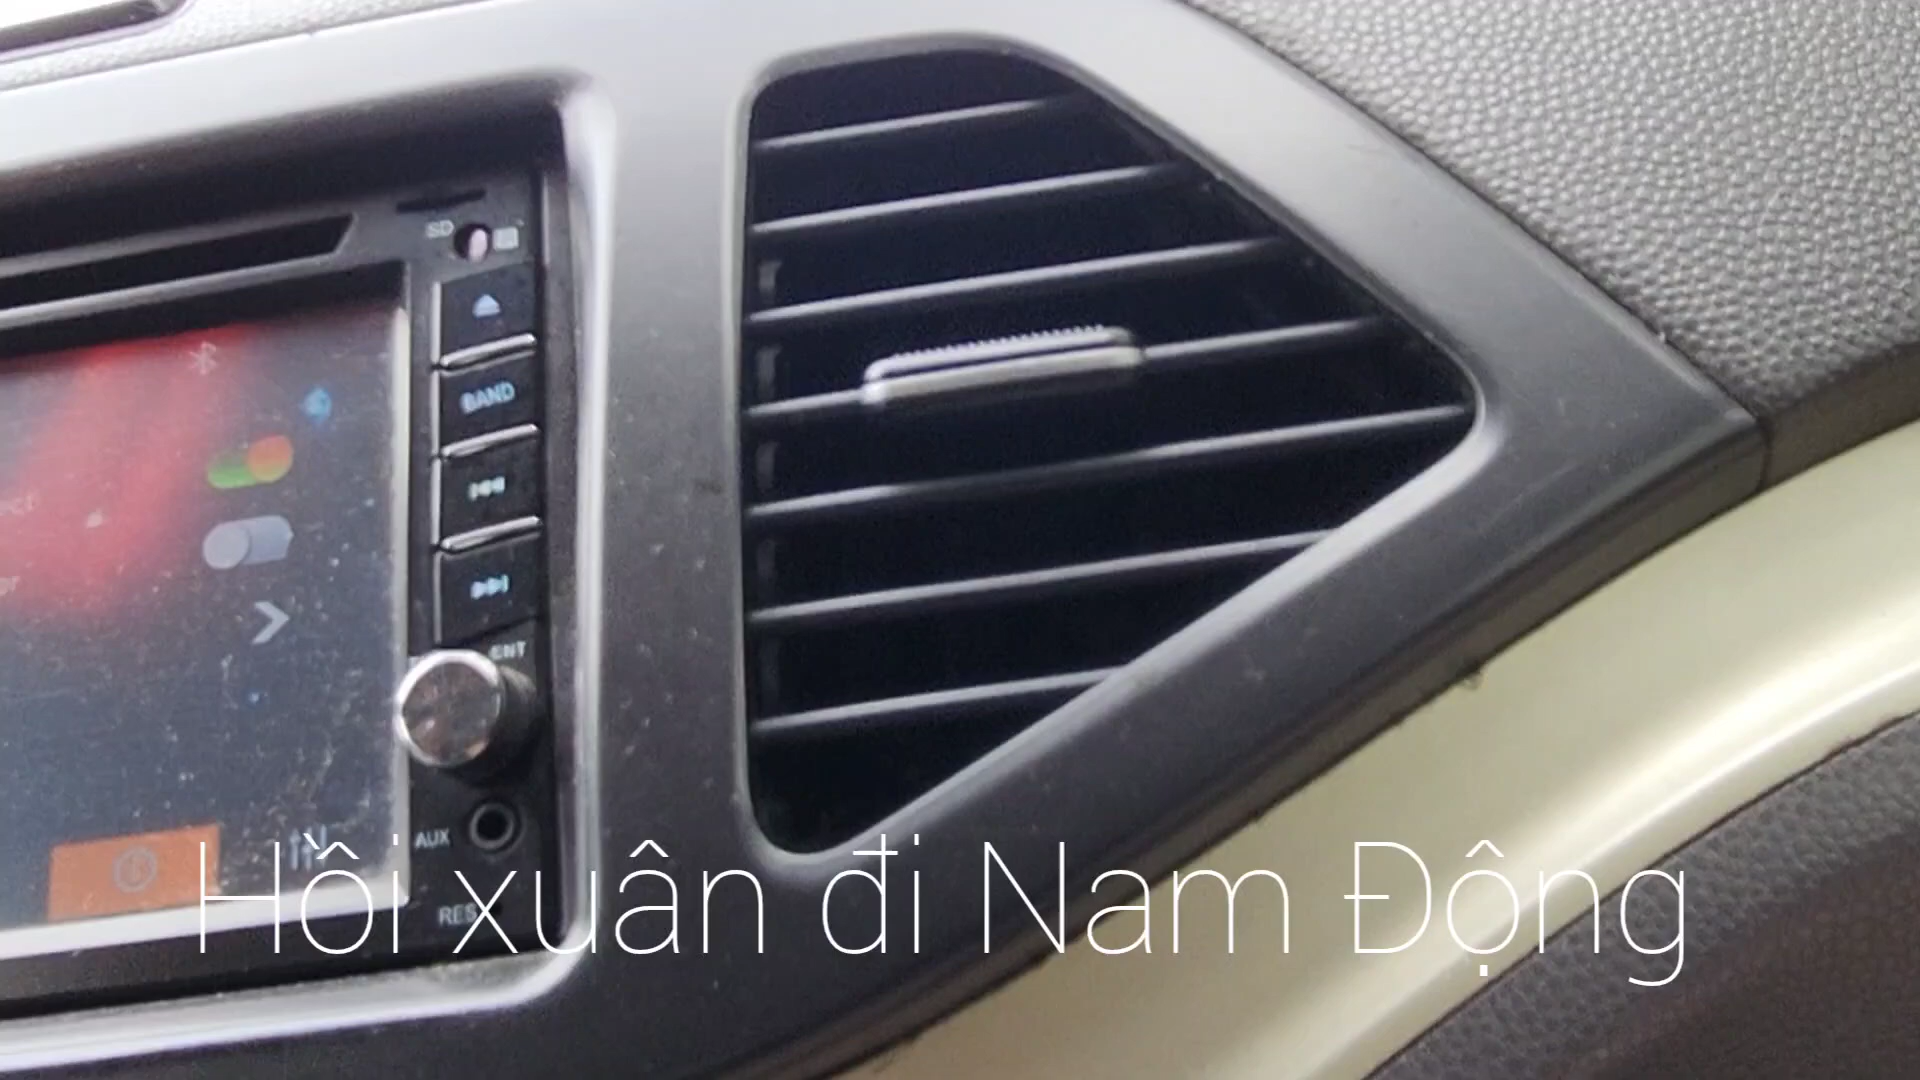 SD
BAND
ENT
AUX
RES
Hồi xuân đi Nam Động